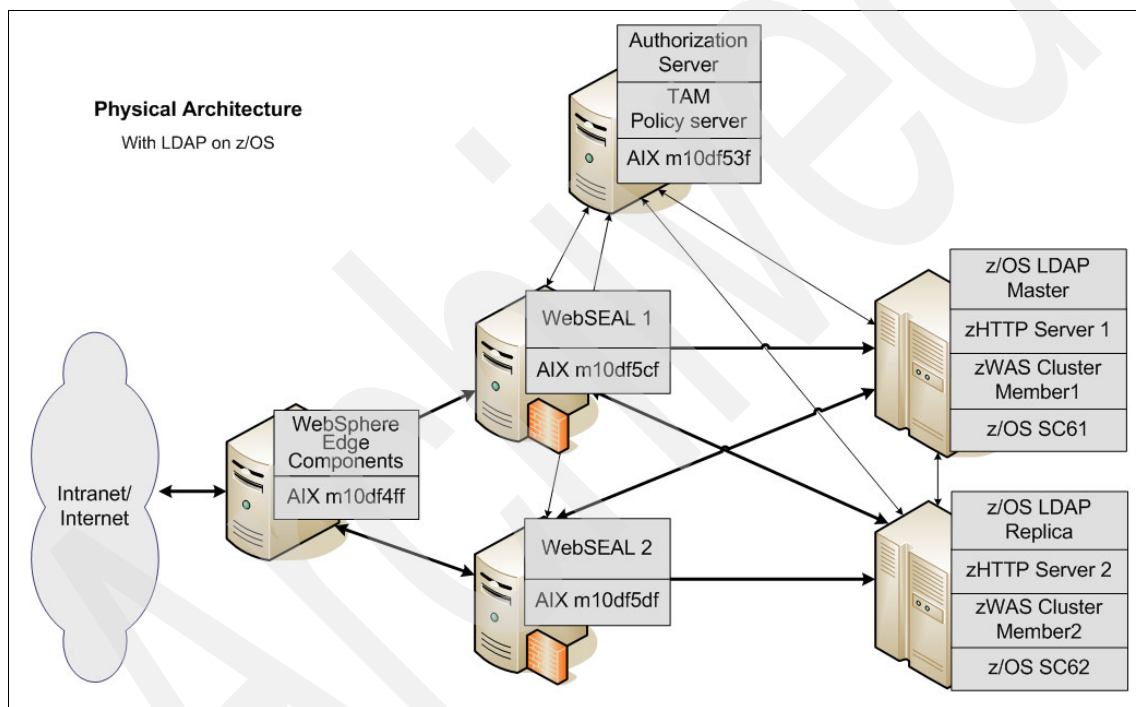 Physical Architecture
With LDAP on z/OS
Authorization
Server
TAM
Policy server
AIX m10df53f
WebSEAL 1
AIX m10df5cf
z/OS LDAP
Master
zHTTP Server 1
zWAS Cluster
Member1
z/OS SC61
WebSphere
Edge
Components
AIX m10df4ff
Intranet/
Internet
WebSEAL 2
AIX m10df5df
z/OS LDAP
Replica
zHTTP Server 2
zWAS Cluster
Member2
z/OS SC62
Archived